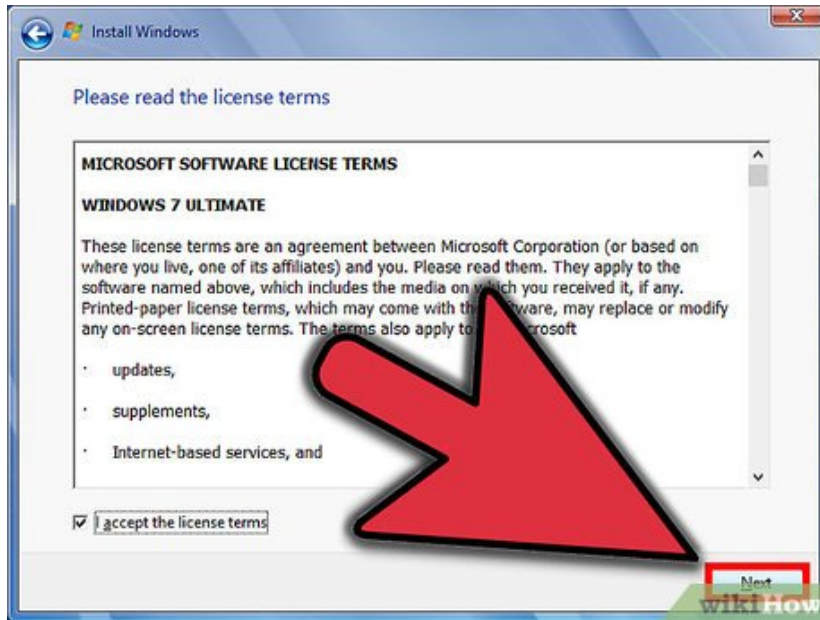 Install Windows
Please read the license terms
MICROSOFT SOFTWARE LICENSE TERMS
WINDOWS 7 ULTIMATE
These license terms are an agreement between Microsoft Corporation (or based on
where you live, one of its affiliates) and you. Please read them. They apply to the
software named above, which includes the media on which you received it, if any.
Printed-paper license terms, which may come with the software, may replace or modify
any on-screen license terms. The terms also apply to Microsoft
· updates,
· supplements,
· Internet-based services, and
I accept the license terms
Next
wikiHow